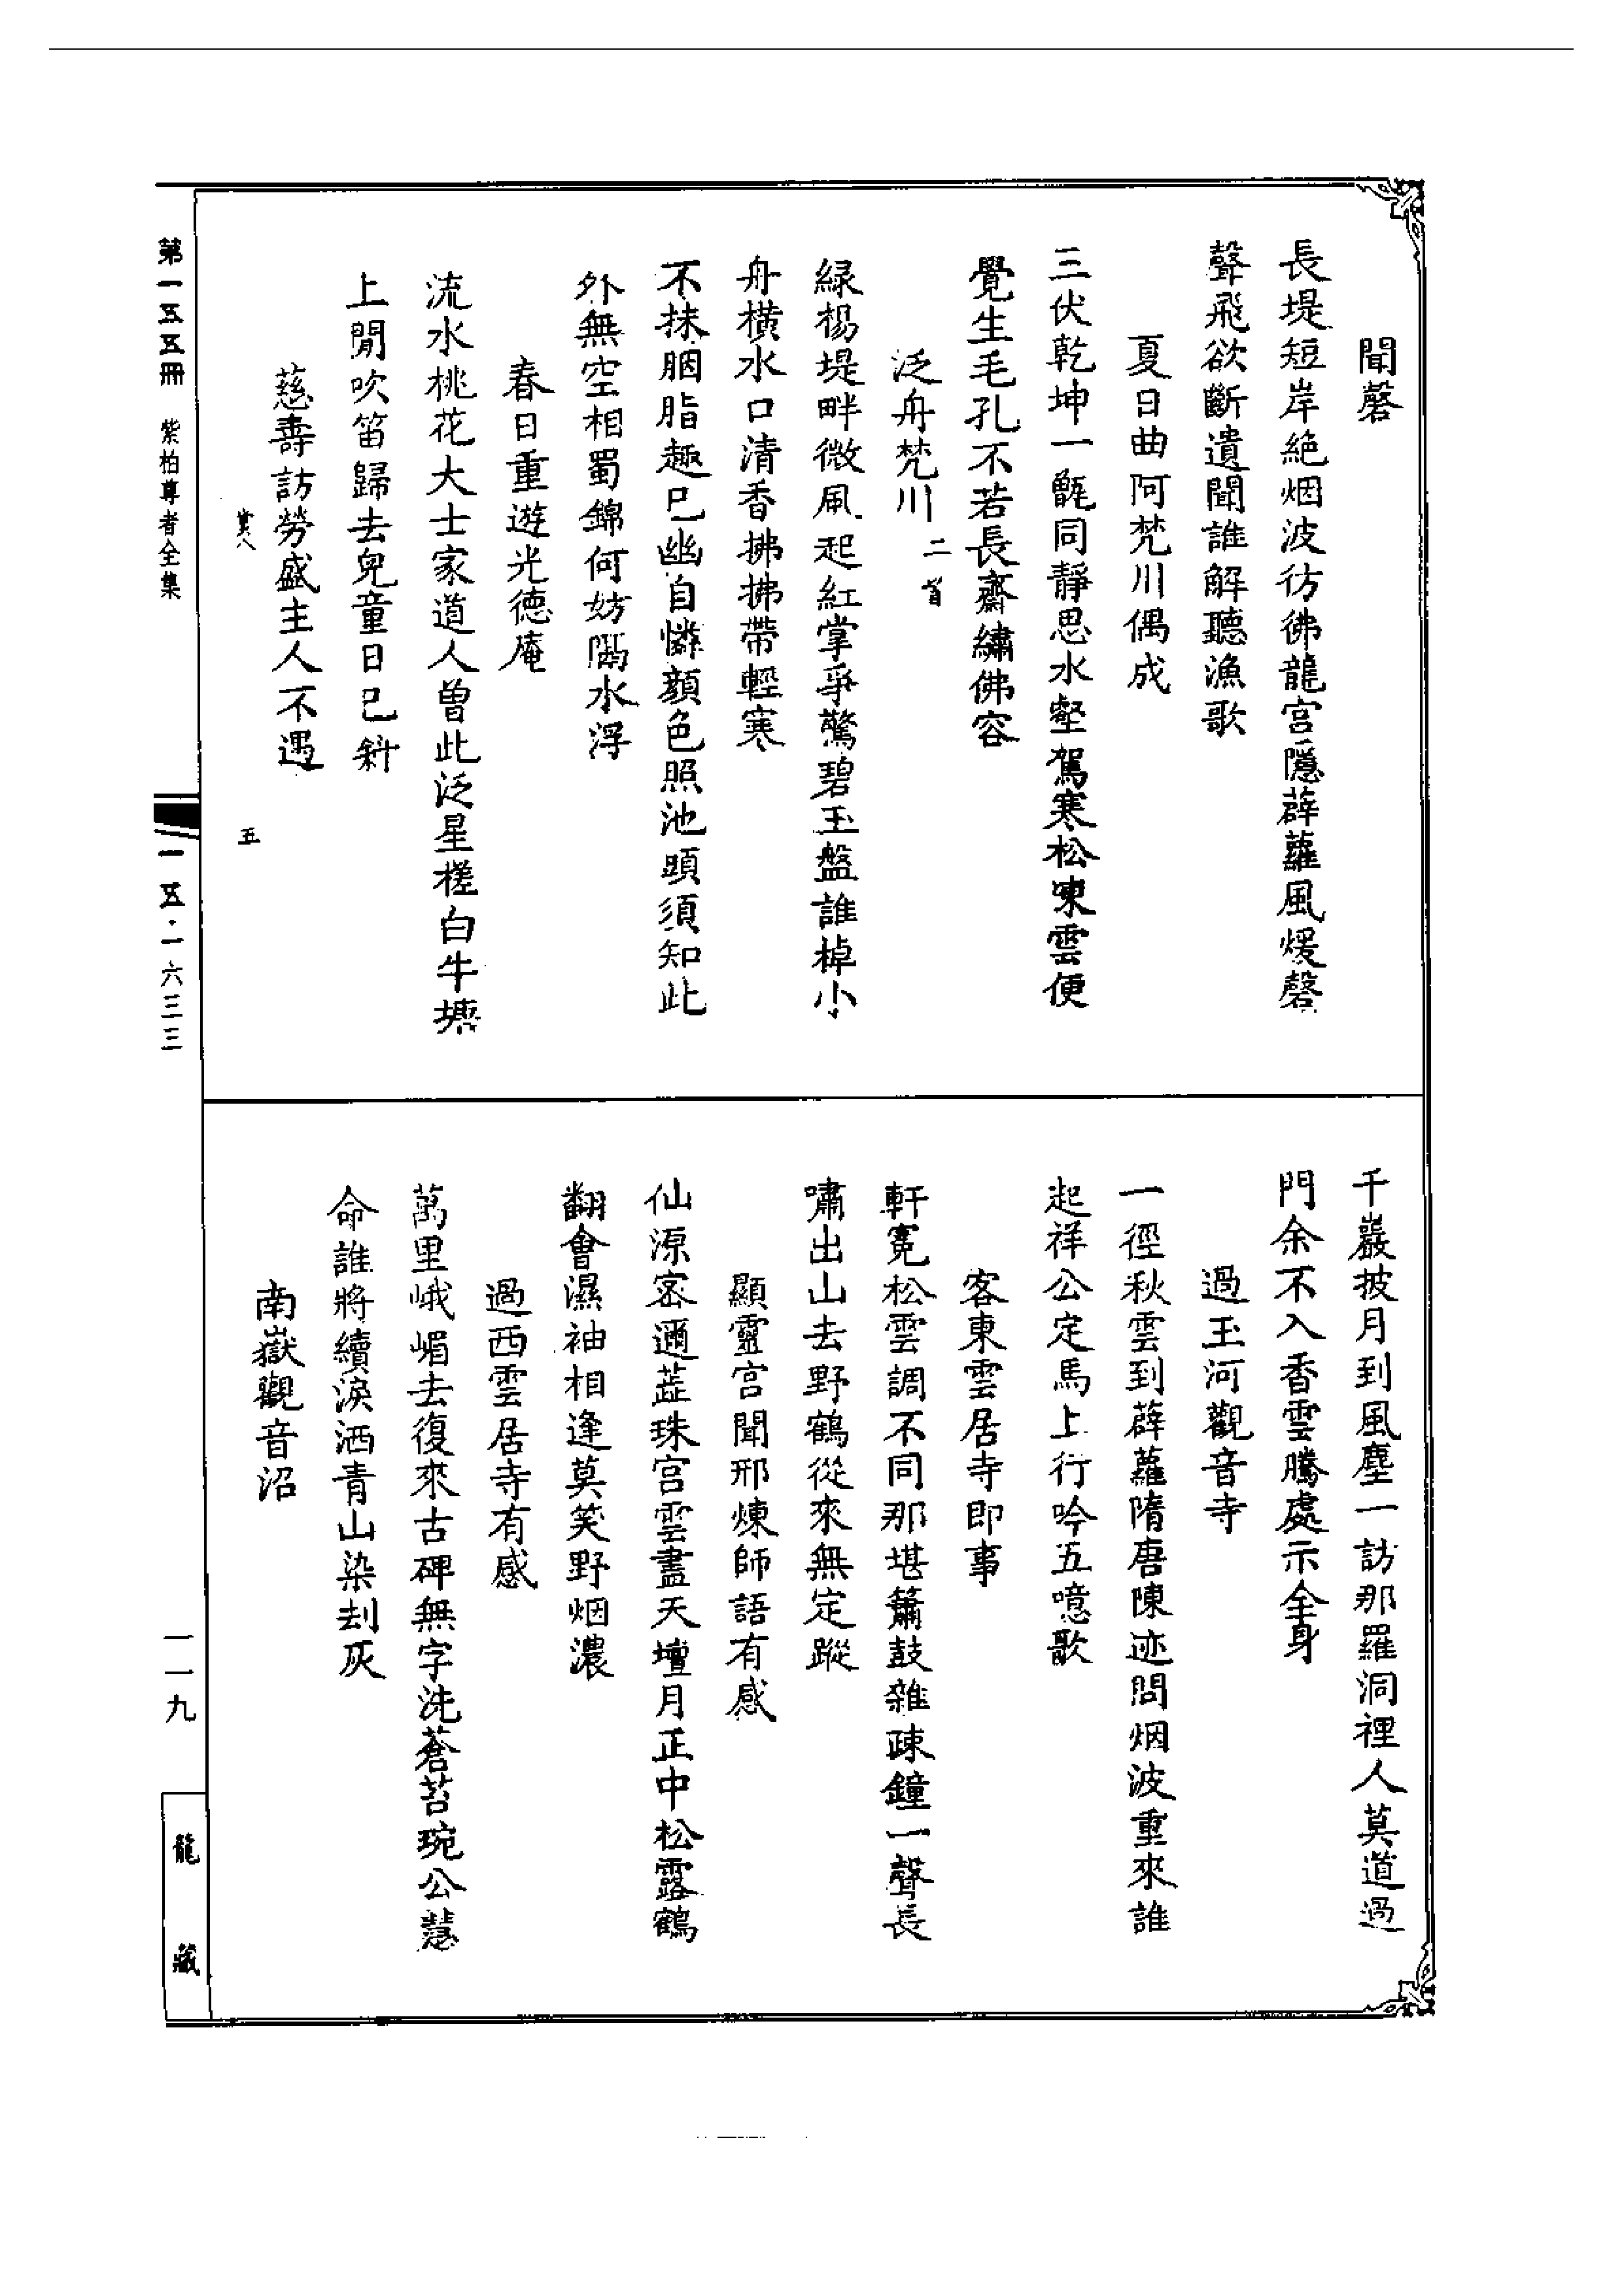 聞磬
長堤短岸絶烟波彷彿龍宮隱薜蘿風煖磬
聲飛欲斷遺聞誰解聽漁歌
夏日曲阿梵川偶成
三伏乾坤一甑同靜思水壑駕寒松嗽雲便
覺生毛孔不若長齋繡佛容
泛舟梵川二首
緑楊堤畔微風起紅掌爭驚碧玉盤誰棹小
舟橫水口清香拂拂帶輕寒
不抹胭脂趣已幽自憐顔色照池頭須知此
外無空相蜀錦何妨隔水浮
春日重遊光德庵
流水桃花大士家道人曾此泛星槎白牛塘
上閒吹笛歸去兒童日已斜
慈壽訪勞盛主人不遇
五
千巖披月到風塵一訪那羅洞裡人莫道過
門余不入香雲騰處示全身
過玉河觀音寺
一徑秋雲到薜蘿隋唐陳迹問烟波重來誰
起祥公定馬上行吟五噫歌
客東雲居寺即事
軒冕松雲調不同那堪簫鼓雜疎鐘一聲長
嘯出山去野鶴從來無定蹤
顯靈宮聞邢煉師語有感
仙源密邇蕋珠宮雲盡天壇月正中松露鶴
翻會濕袖相逢莫笑野烟濃
過西雲居寺有感
萬里峨嵋去復來古碑無字洗蒼苔琬公慧
命誰將續淚洒青山染刦灰
南嶽觀音沼
第一五五冊 紫柏尊者全集
一五·一六三三
一一九
龍藏